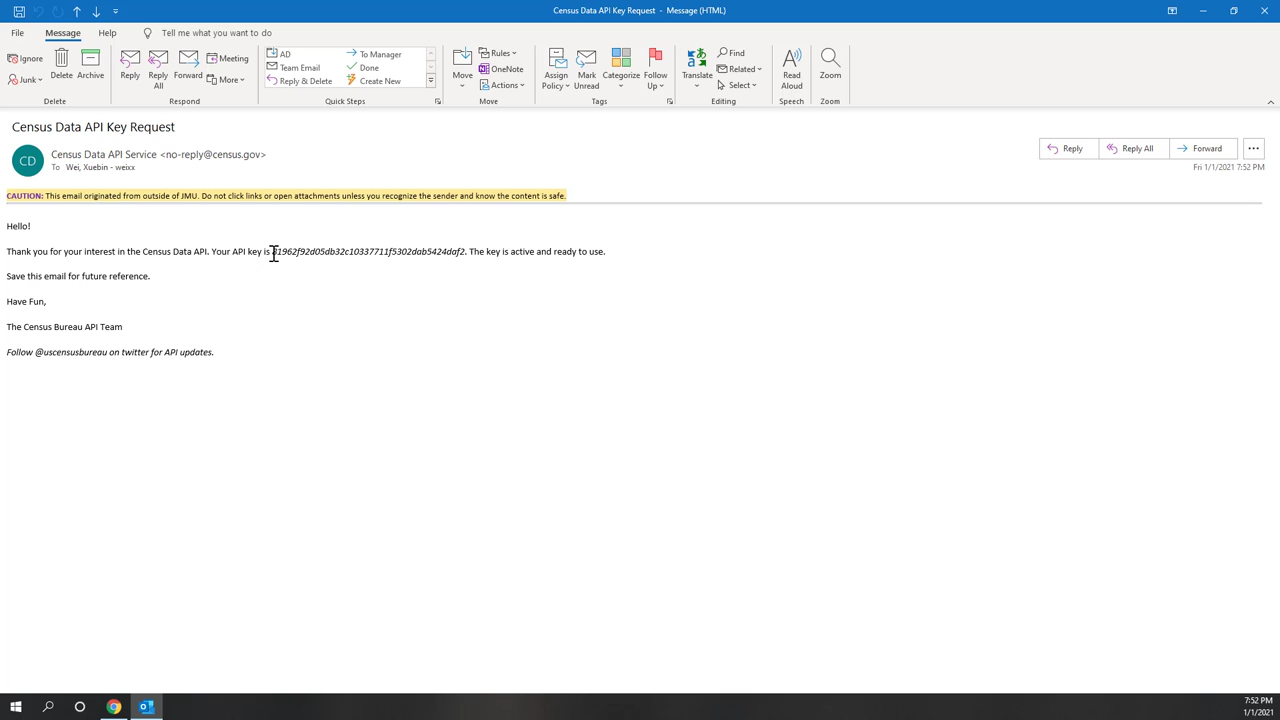 Census Data API Key Request - Message (HTML)
File Message Help Tell me what you want to do
Ignore
Junk
Delete
Archive
Reply
Reply All
Forward
Meeting
More
AD
Team Email
Reply & Delete
To Manager
Done
Create New
Move
Rules
OneNote
Actions
Assign Policy
Mark Unread
Categorize
Follow Up
Translate
Find
Related
Select
Read Aloud
Zoom
Delete Respond Quick Steps Move Tags Editing Speech Zoom
Census Data API Key Request
CD
Census Data API Service <no-reply@census.gov>
To Wei, Xuebin - weixx
Reply Reply All Forward
Fri 1/1/2021 7:52 PM
CAUTION: This email originated from outside of JMU. Do not click links or open attachments unless you recognize the sender and know the content is safe.
Hello!
Thank you for your interest in the Census Data API. Your API key is The key is active and ready to use.
Save this email for future reference.
Have Fun,
The Census Bureau API Team
Follow @uscensusbureau on twitter for API updates.
7:52 PM
1/1/2021